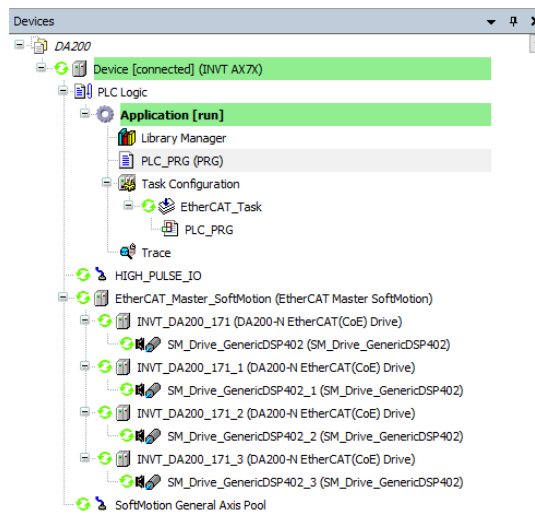 Devices
DA200
Device [connected] (INVT AX7X)
PLC Logic
Application [run]
Library Manager
PLC_PRG (PRG)
Task Configuration
EtherCAT_Task
PLC_PRG
Trace
HIGH_PULSE_IO
EtherCAT_Master_SoftMotion (EtherCAT Master SoftMotion)
INVT_DA200_171 (DA200-N EtherCAT(CoE) Drive)
SM_Drive_GenericDSP402 (SM_Drive_GenericDSP402)
INVT_DA200_171_1 (DA200-N EtherCAT(CoE) Drive)
SM_Drive_GenericDSP402_1 (SM_Drive_GenericDSP402)
INVT_DA200_171_2 (DA200-N EtherCAT(CoE) Drive)
SM_Drive_GenericDSP402_2 (SM_Drive_GenericDSP402)
INVT_DA200_171_3 (DA200-N EtherCAT(CoE) Drive)
SM_Drive_GenericDSP402_3 (SM_Drive_GenericDSP402)
SoftMotion General Axis Pool